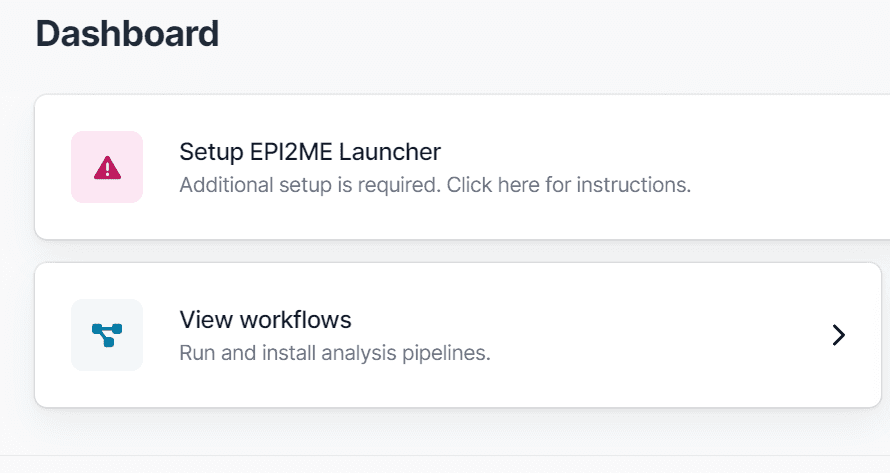 Dashboard
Setup EPI2ME Launcher
Additional setup is required. Click here for instructions.
View workflows
Run and install analysis pipelines.